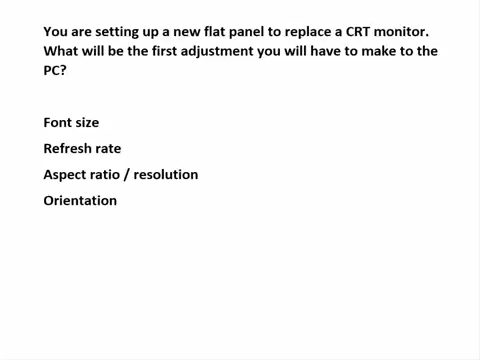 You are setting up a new flat panel to replace a CRT monitor.
What will be the first adjustment you will have to make to the
PC?
Font size
Refresh rate
Aspect ratio / resolution
Orientation